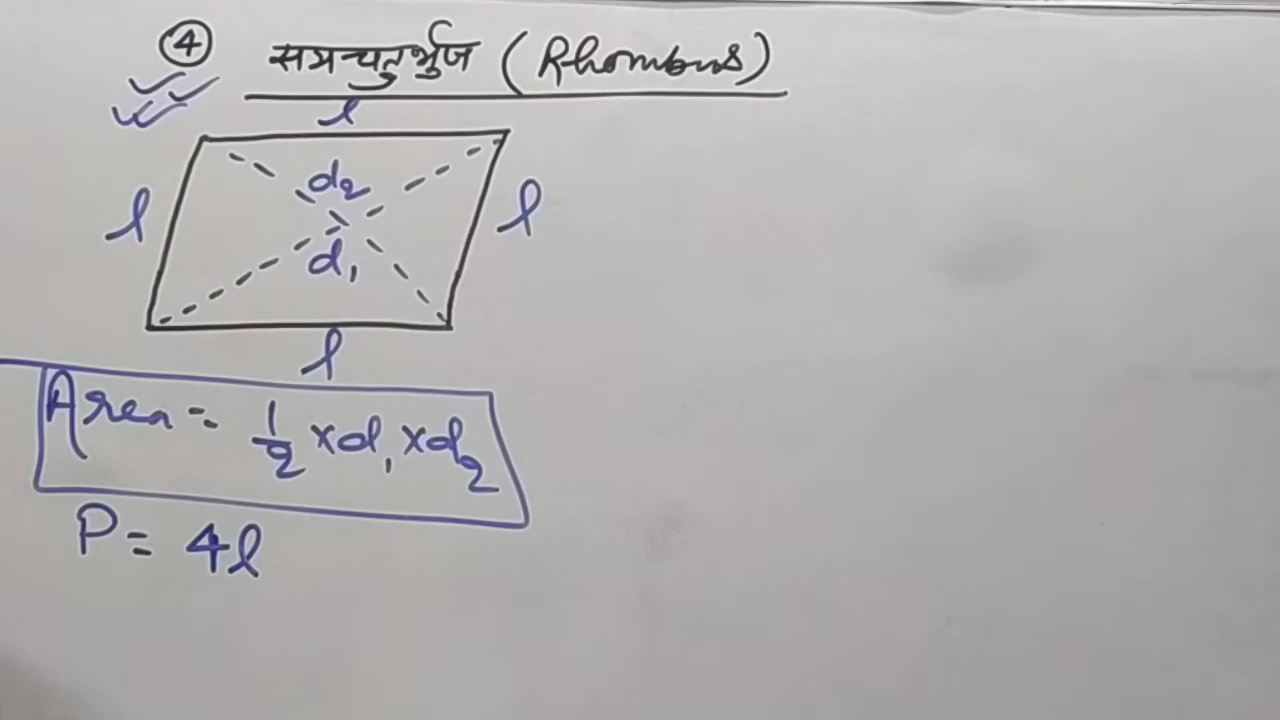 ④ समचतुर्भुज (Rhombus)
l
d₂
l l
d₁
l
Area = 1/2 × d₁ × d₂
P = 4l